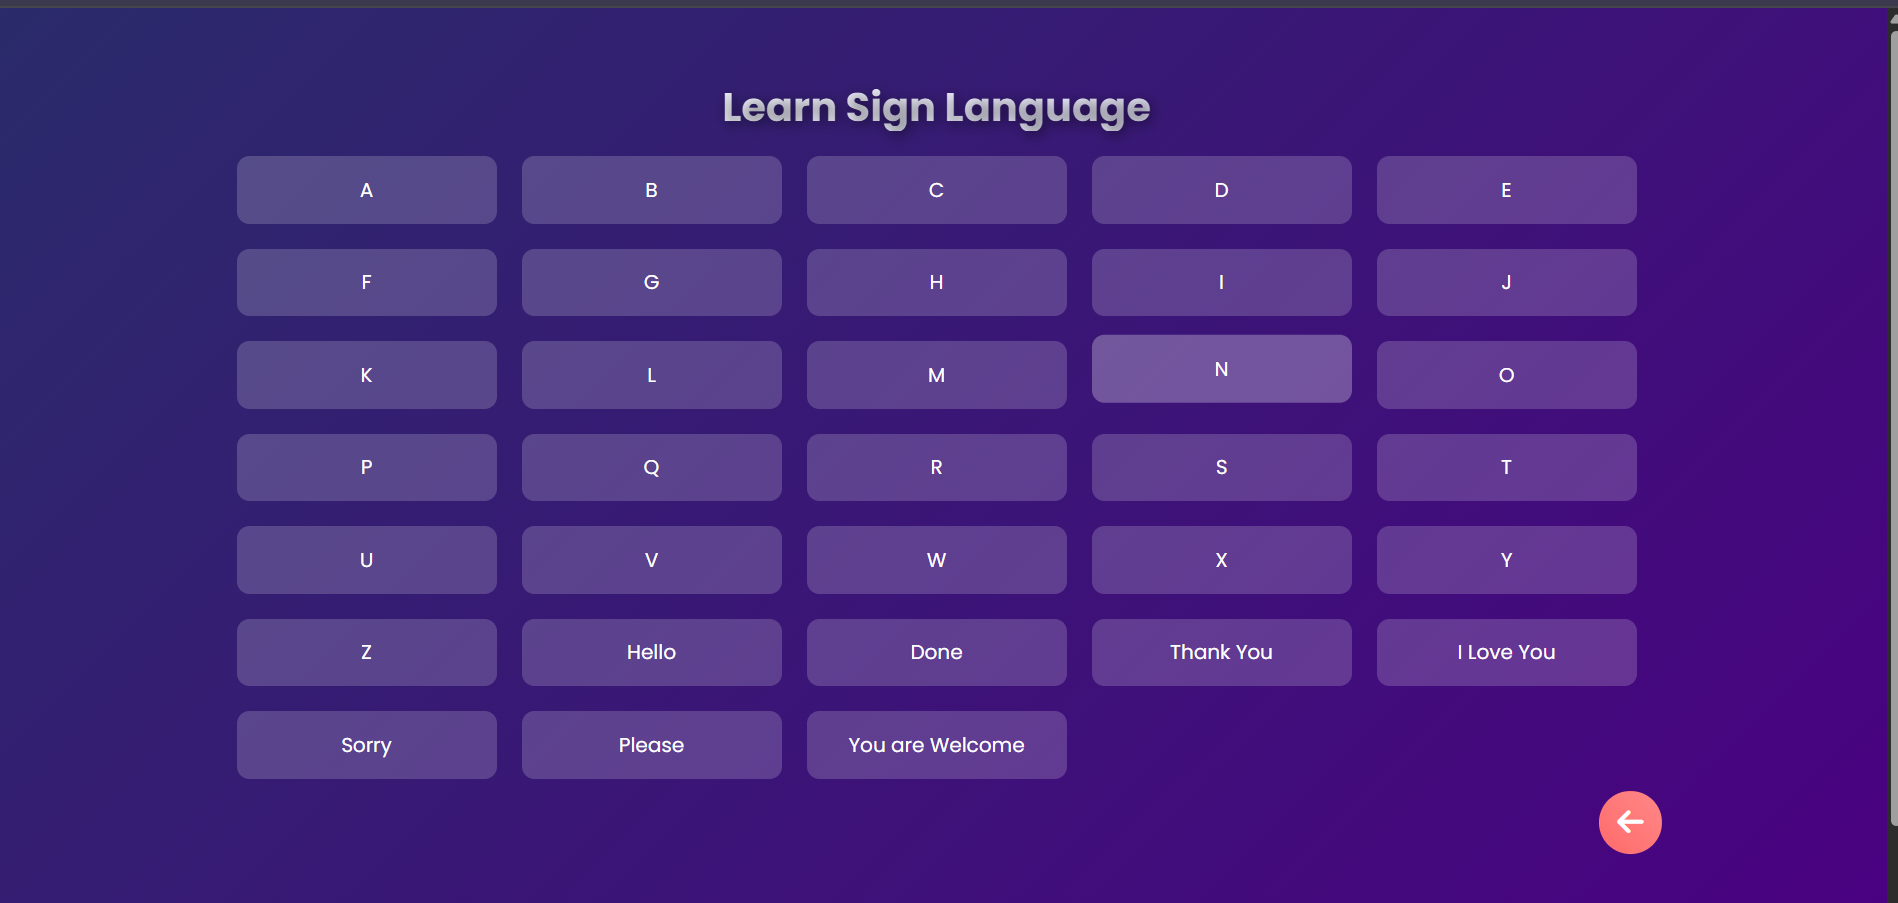 Learn Sign Language
A B C D E
F G H I J
K L M N O
P Q R S T
U V W X Y
Z Hello Done Thank You I Love You
Sorry Please You are Welcome